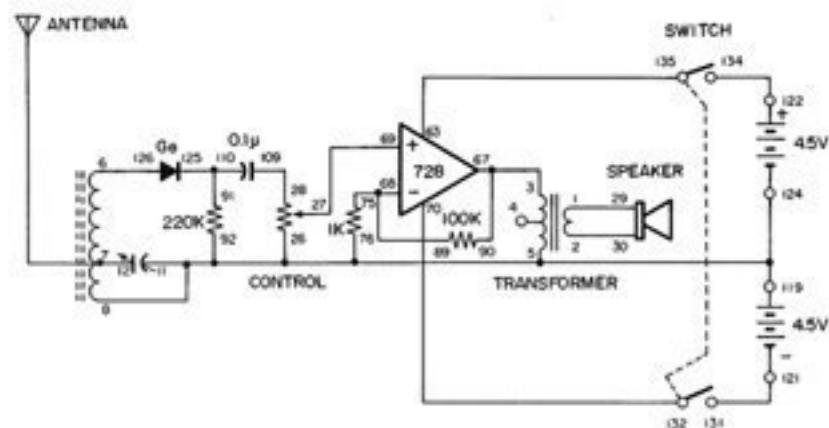 ANTENNA
SWITCH
135 134
122
+
4.5V
124
Ge
0.1μ
6 126 125 110 109
69 + 63
728 67
68 -
70
SPEAKER
91
220K
92
28
27
26
75
1K
76
100K
89 90
3
4
5
1 29
2 30
7 12 11
8
CONTROL
TRANSFORMER
119
4.5V
-
121
132 131